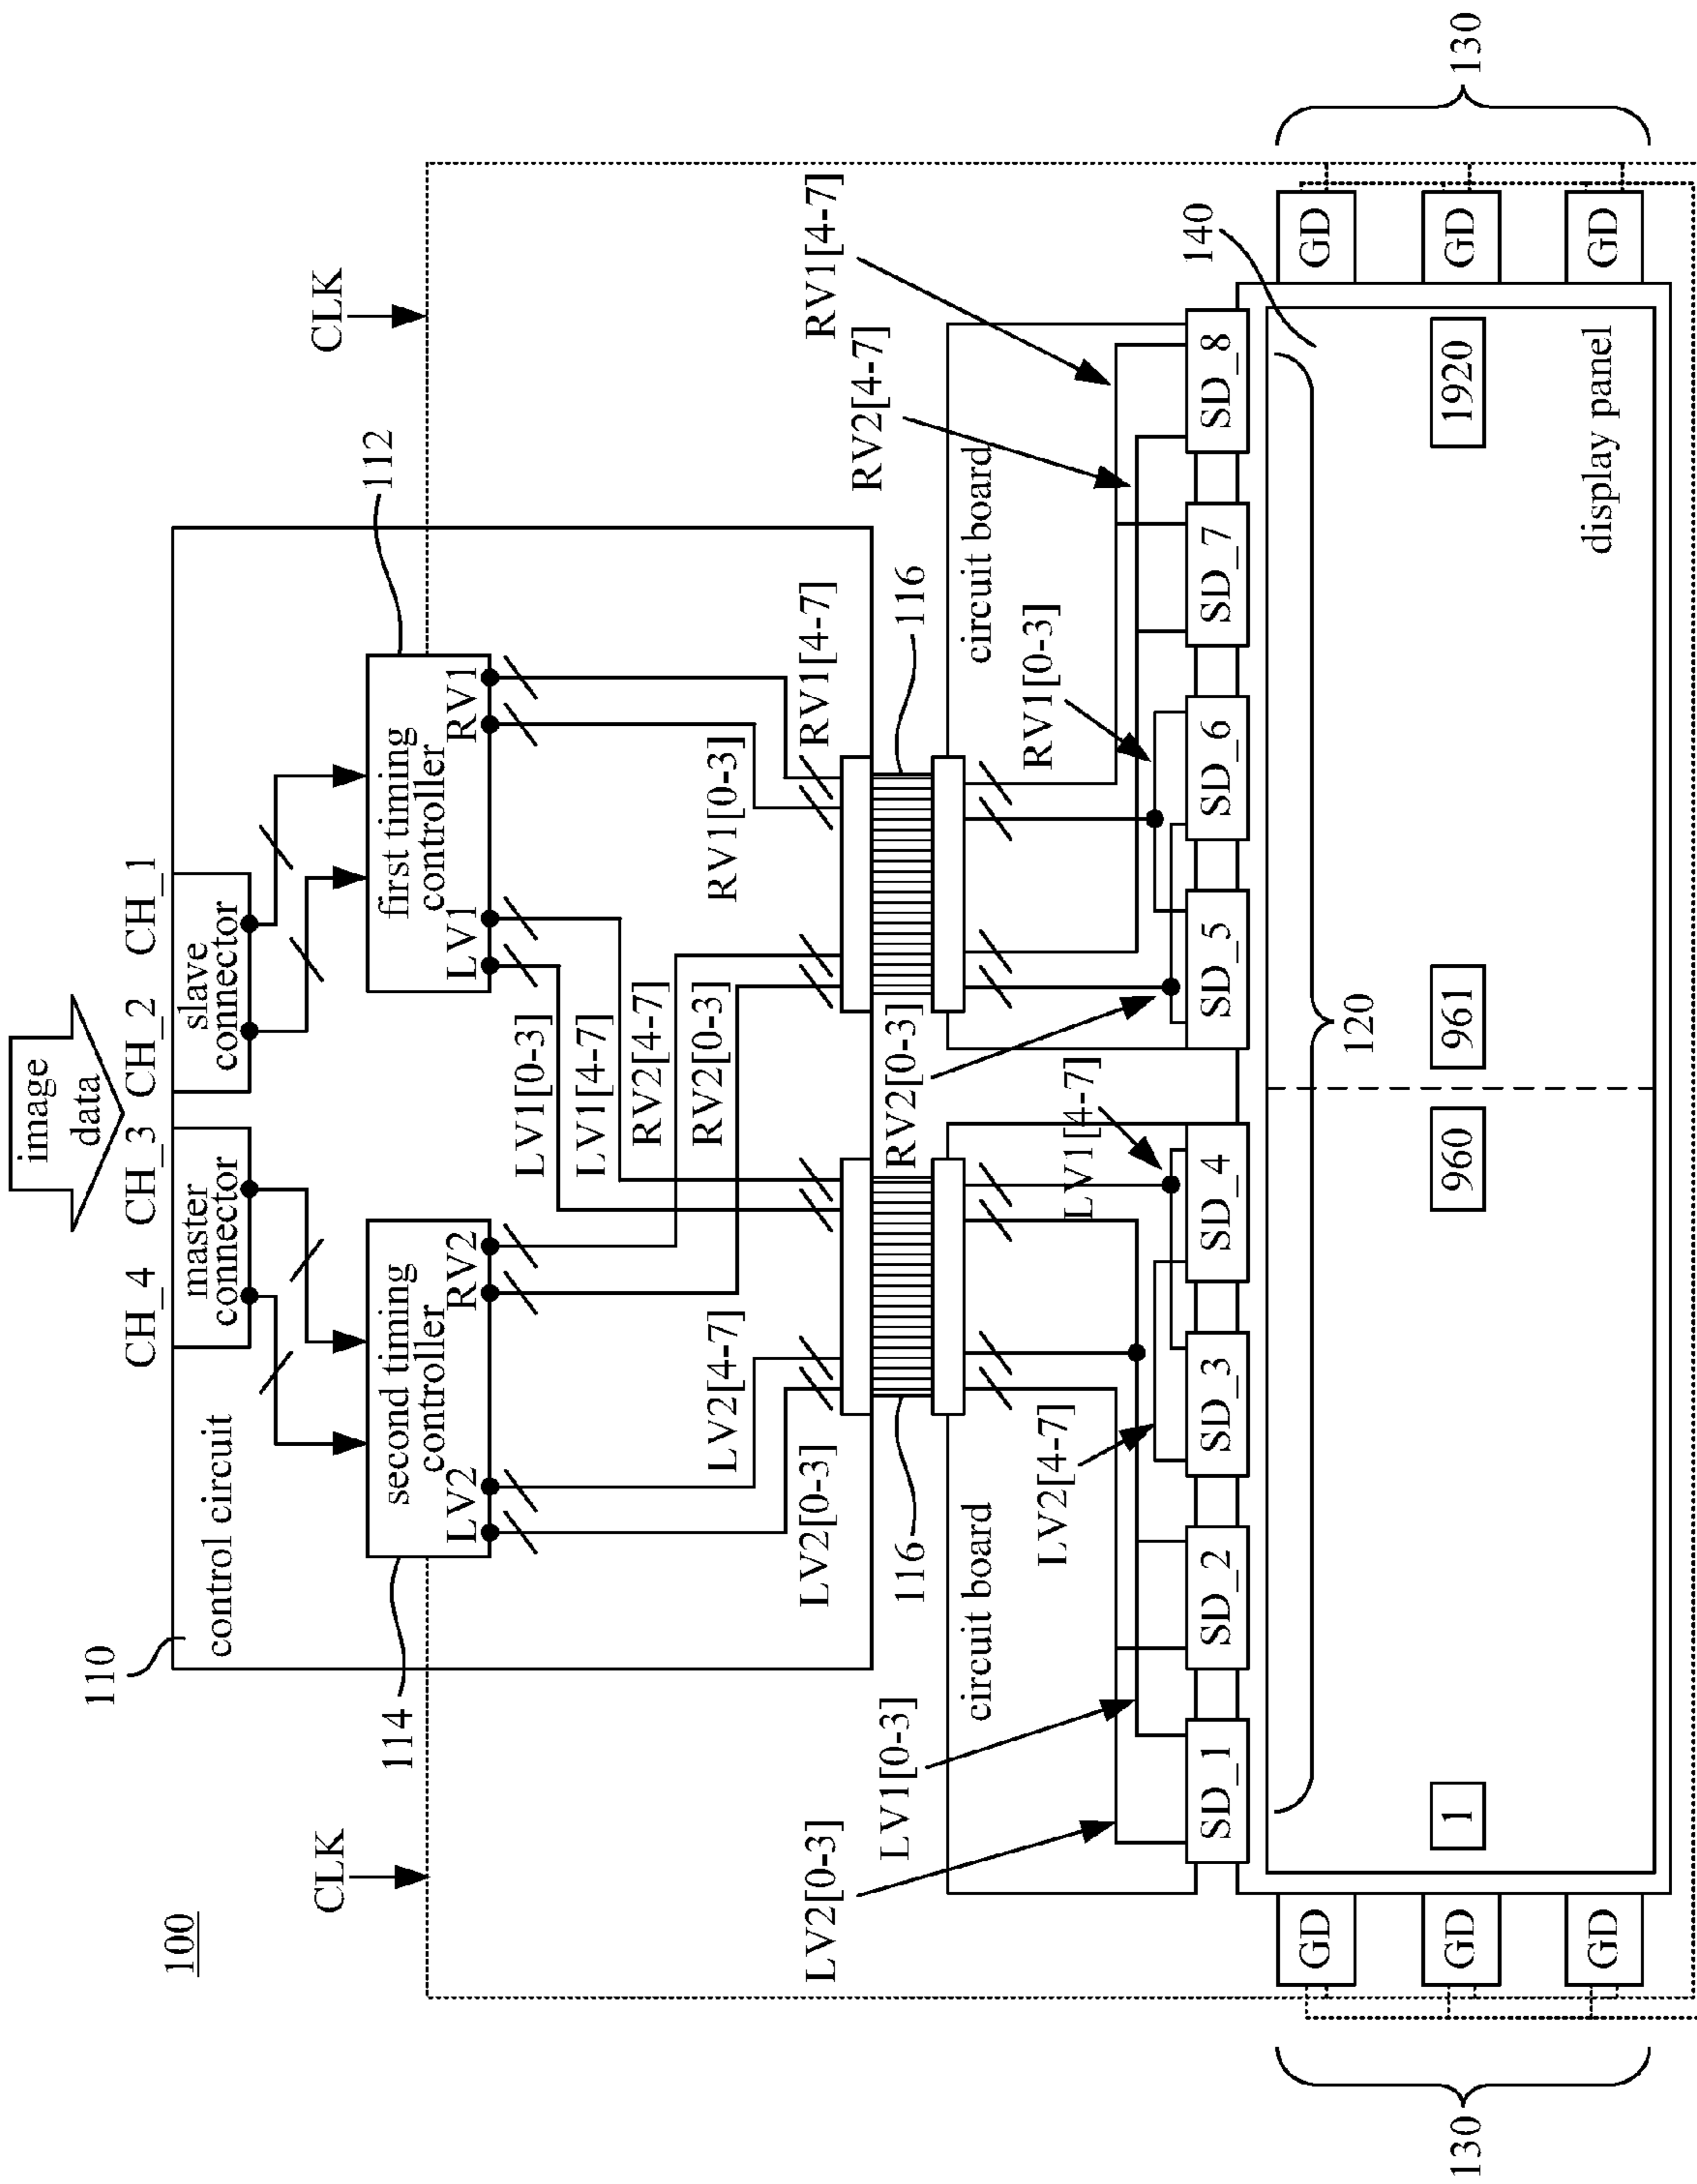 100
image
data
CH_4
CH_3
CH_2
CH_1
110
control circuit
master
connector
slave
connector
CLK
CLK
114
second timing
controller
LV2
RV2
first timing
controller
LV1
RV1
112
LV1[0-3]
LV1[4-7]
RV2[4-7]
RV2[0-3]
LV2[4-7]
LV2[0-3]
RV1[0-3]
RV1[4-7]
116
116
circuit board
circuit board
LV2[0-3]
LV1[0-3]
LV2[4-7]
LV1[4-7]
RV2[0-3]
RV1[0-3]
RV2[4-7]
RV1[4-7]
SD_1
SD_2
SD_3
SD_4
SD_5
SD_6
SD_7
SD_8
140
120
130
130
GD
GD
GD
GD
GD
GD
1
960
961
1920
display panel